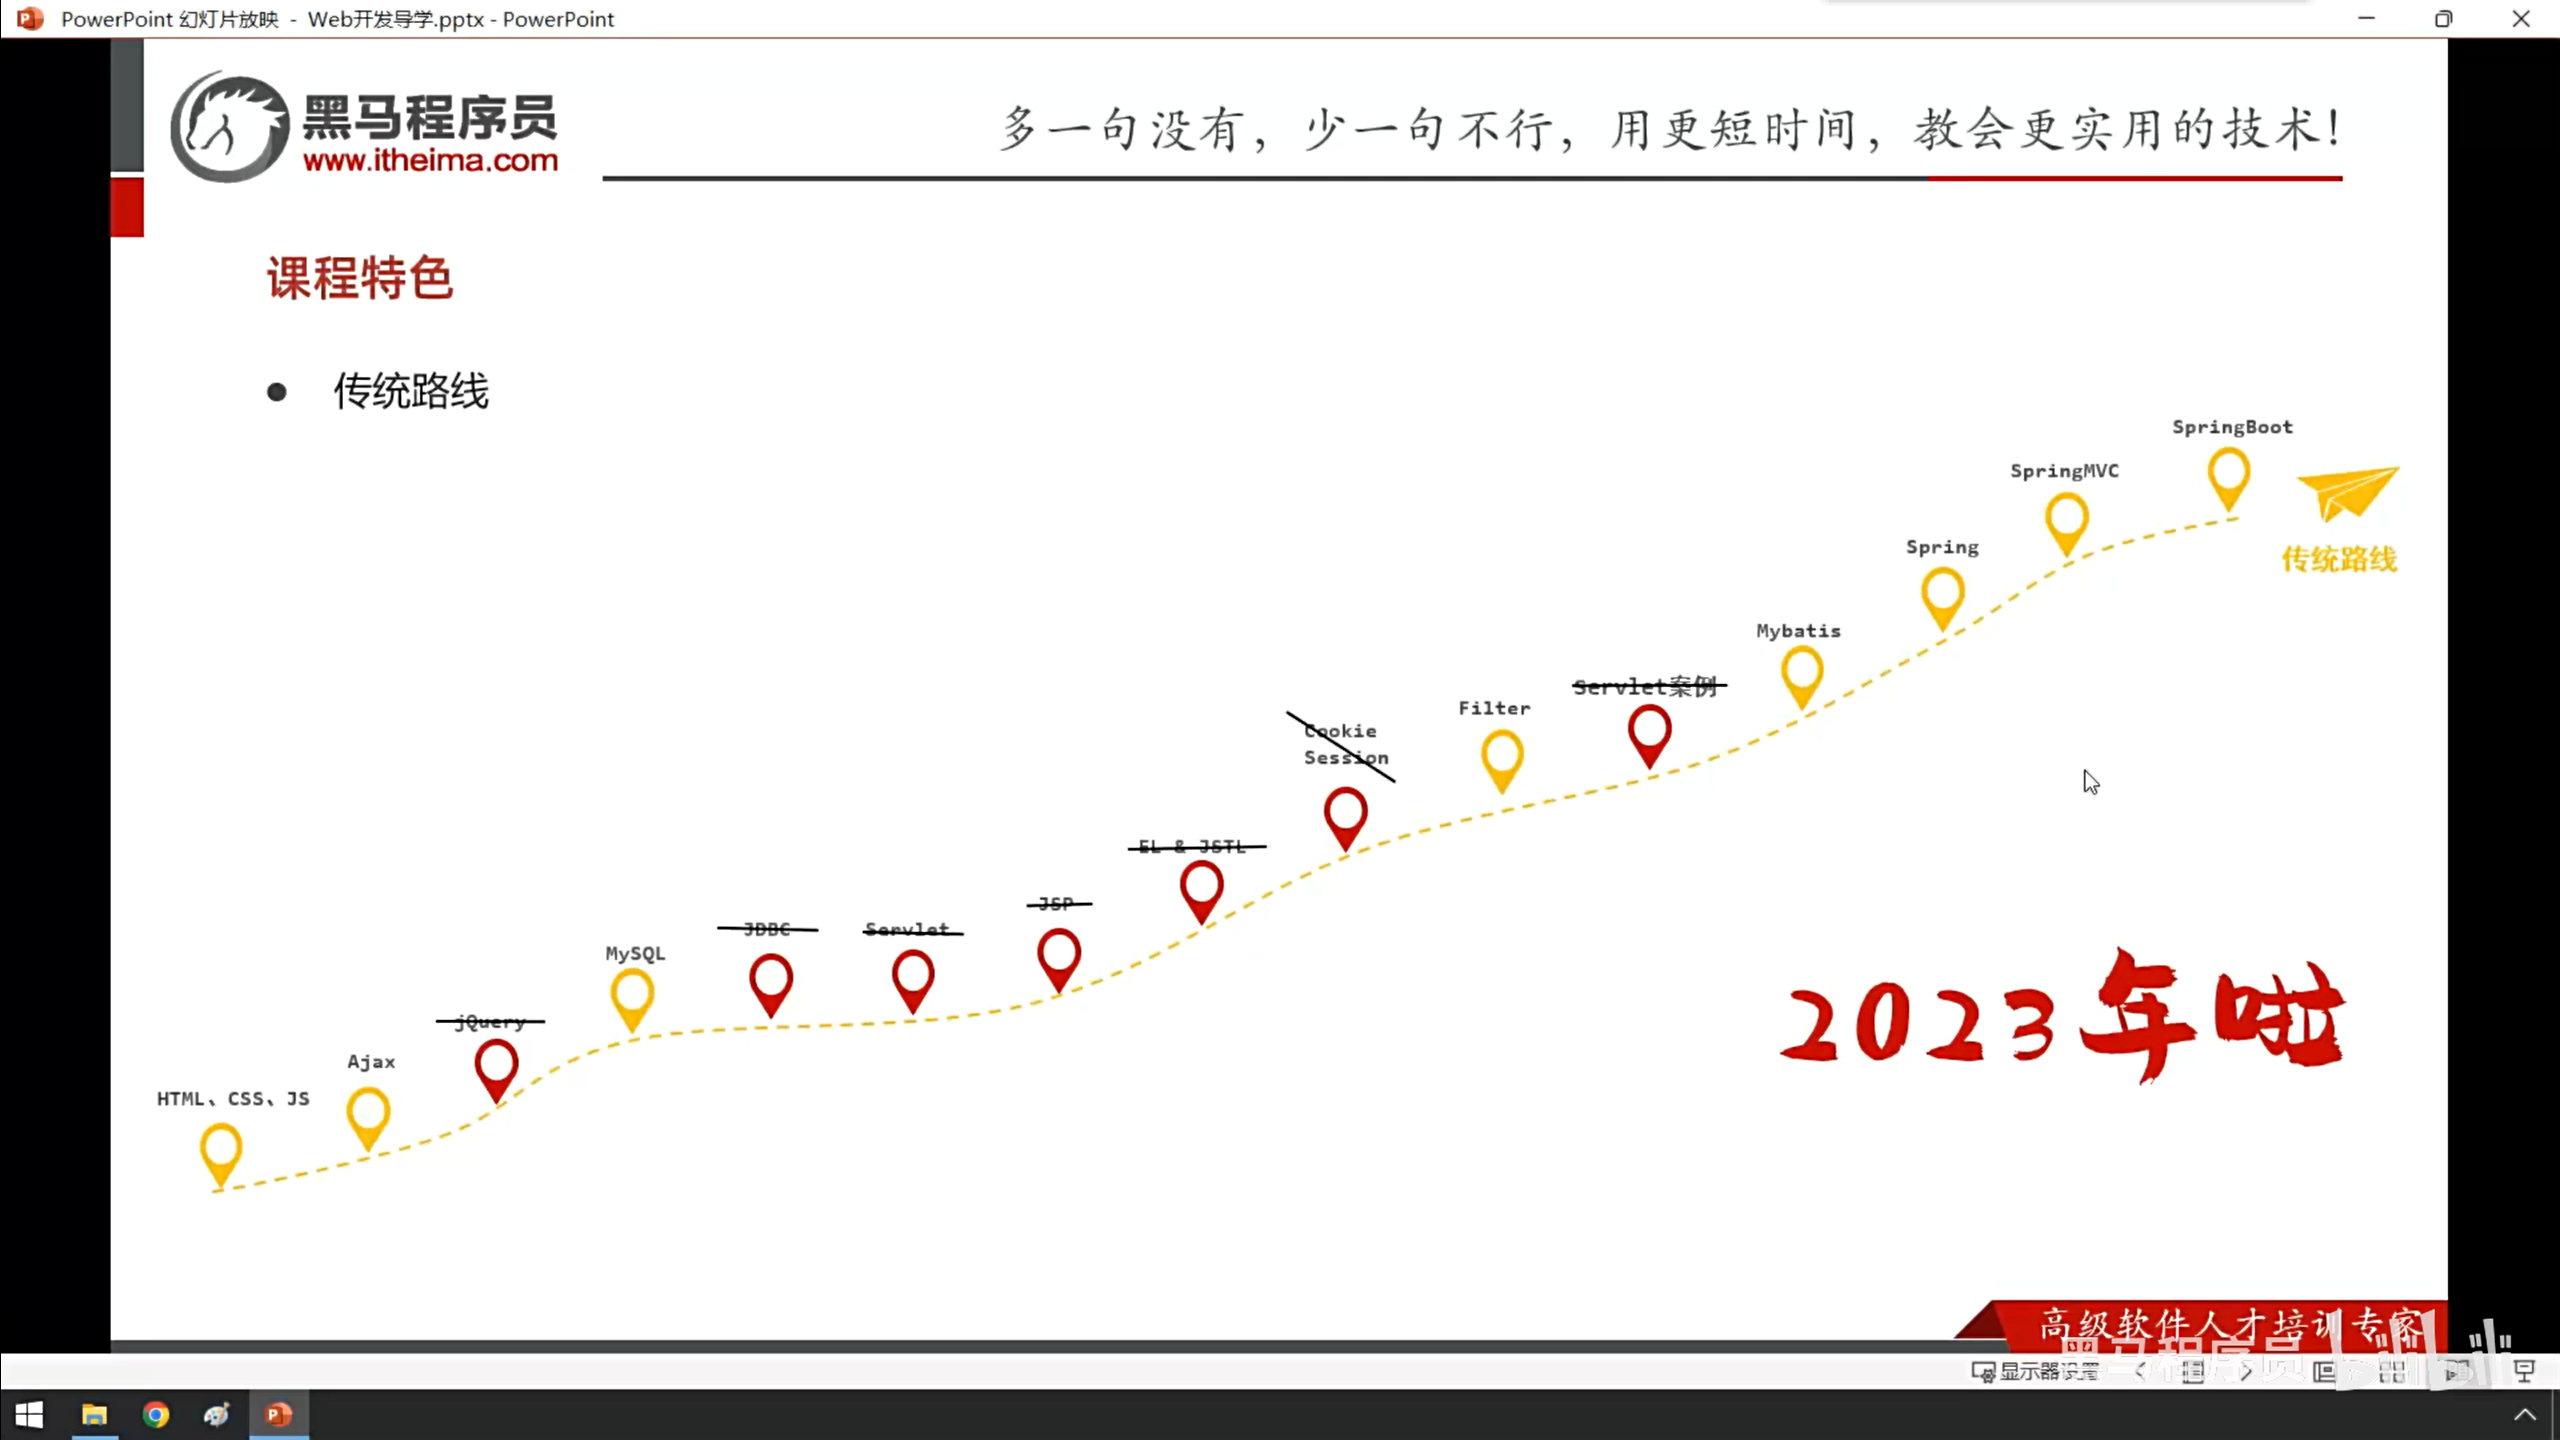 PowerPoint 幻灯片放映 - Web开发导学.pptx - PowerPoint
黑马程序员
www.itheima.com
多一句没有，少一句不行，用更短时间，教会更实用的技术！
课程特色
传统路线
SpringBoot
SpringMVC
传统路线
Spring
Mybatis
Servlet案例
Filter
Cookie
Session
EL & JSTL
JSP
JDBC
Servlet
MySQL
jQuery
Ajax
HTML、CSS、JS
2023年啦
高级软件人才培训专家
黑马程序员
显示器设置